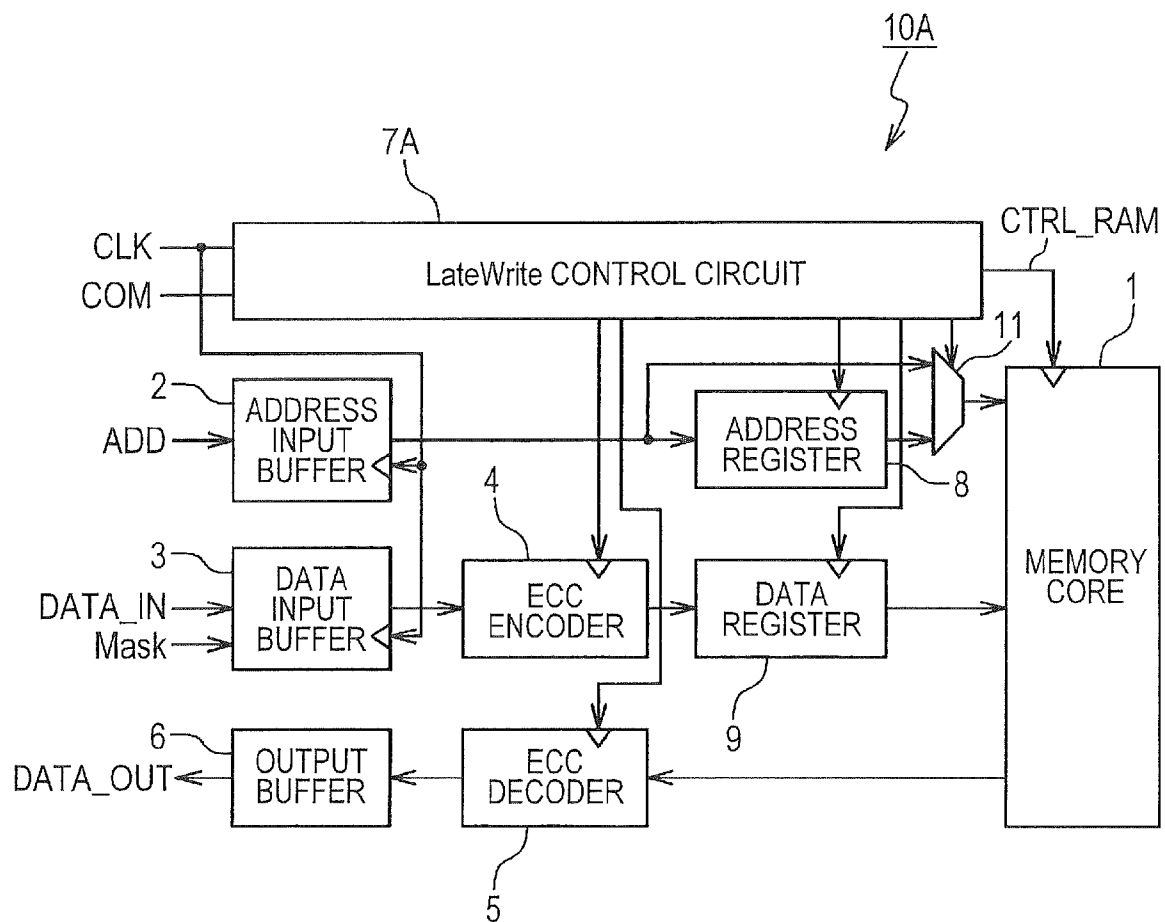 10A
7A
CLK
COM
LateWrite CONTROL CIRCUIT
CTRL_RAM
1
11
2
ADD
ADDRESS
INPUT
BUFFER
ADDRESS
REGISTER
8
4
3
DATA_IN
Mask
DATA
INPUT
BUFFER
ECC
ENCODER
DATA
REGISTER
9
MEMORY
CORE
6
DATA_OUT
OUTPUT
BUFFER
ECC
DECODER
5